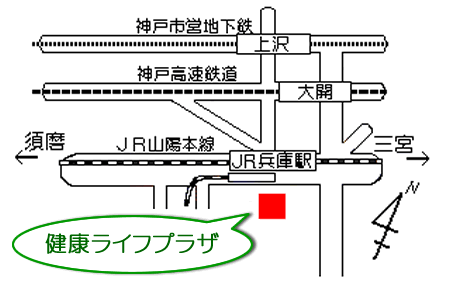 神戸市営地下鉄
上沢
神戸高速鉄道
大開
須磨
JR山陽本線
JR兵庫駅
三宮
N
健康ライフプラザ